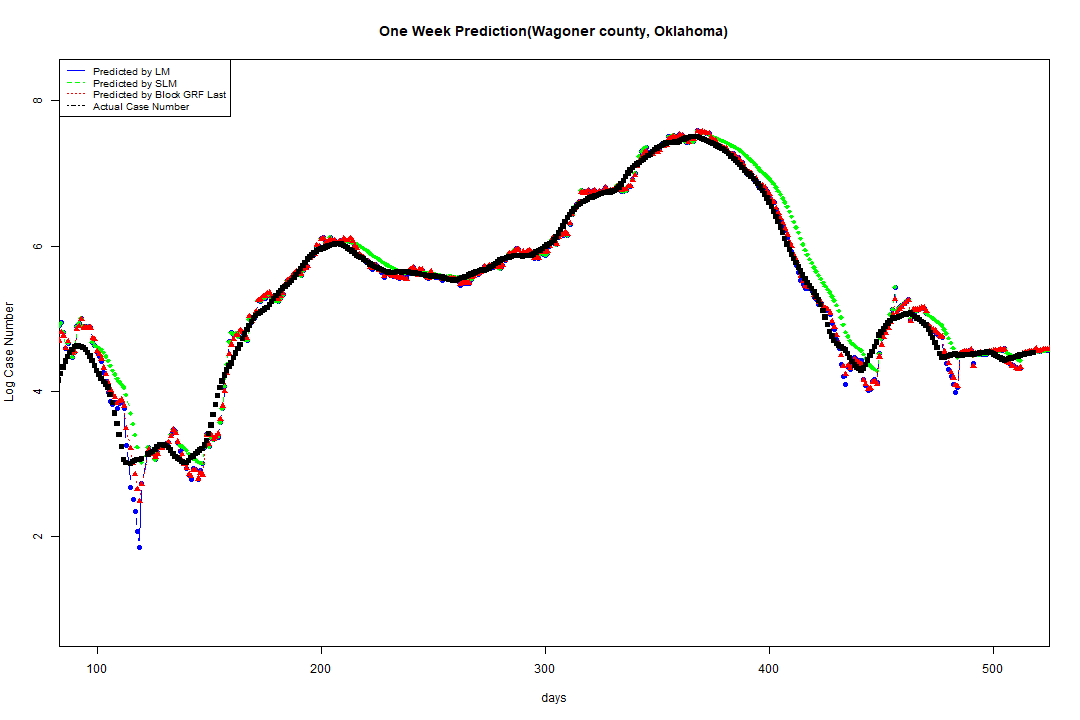 One Week Prediction(Wagoner county, Oklahoma)
Predicted by LM
Predicted by SLM
Predicted by Block GRF Last
Actual Case Number
8
6
4
2
Log Case Number
100 200 300 400 500
days